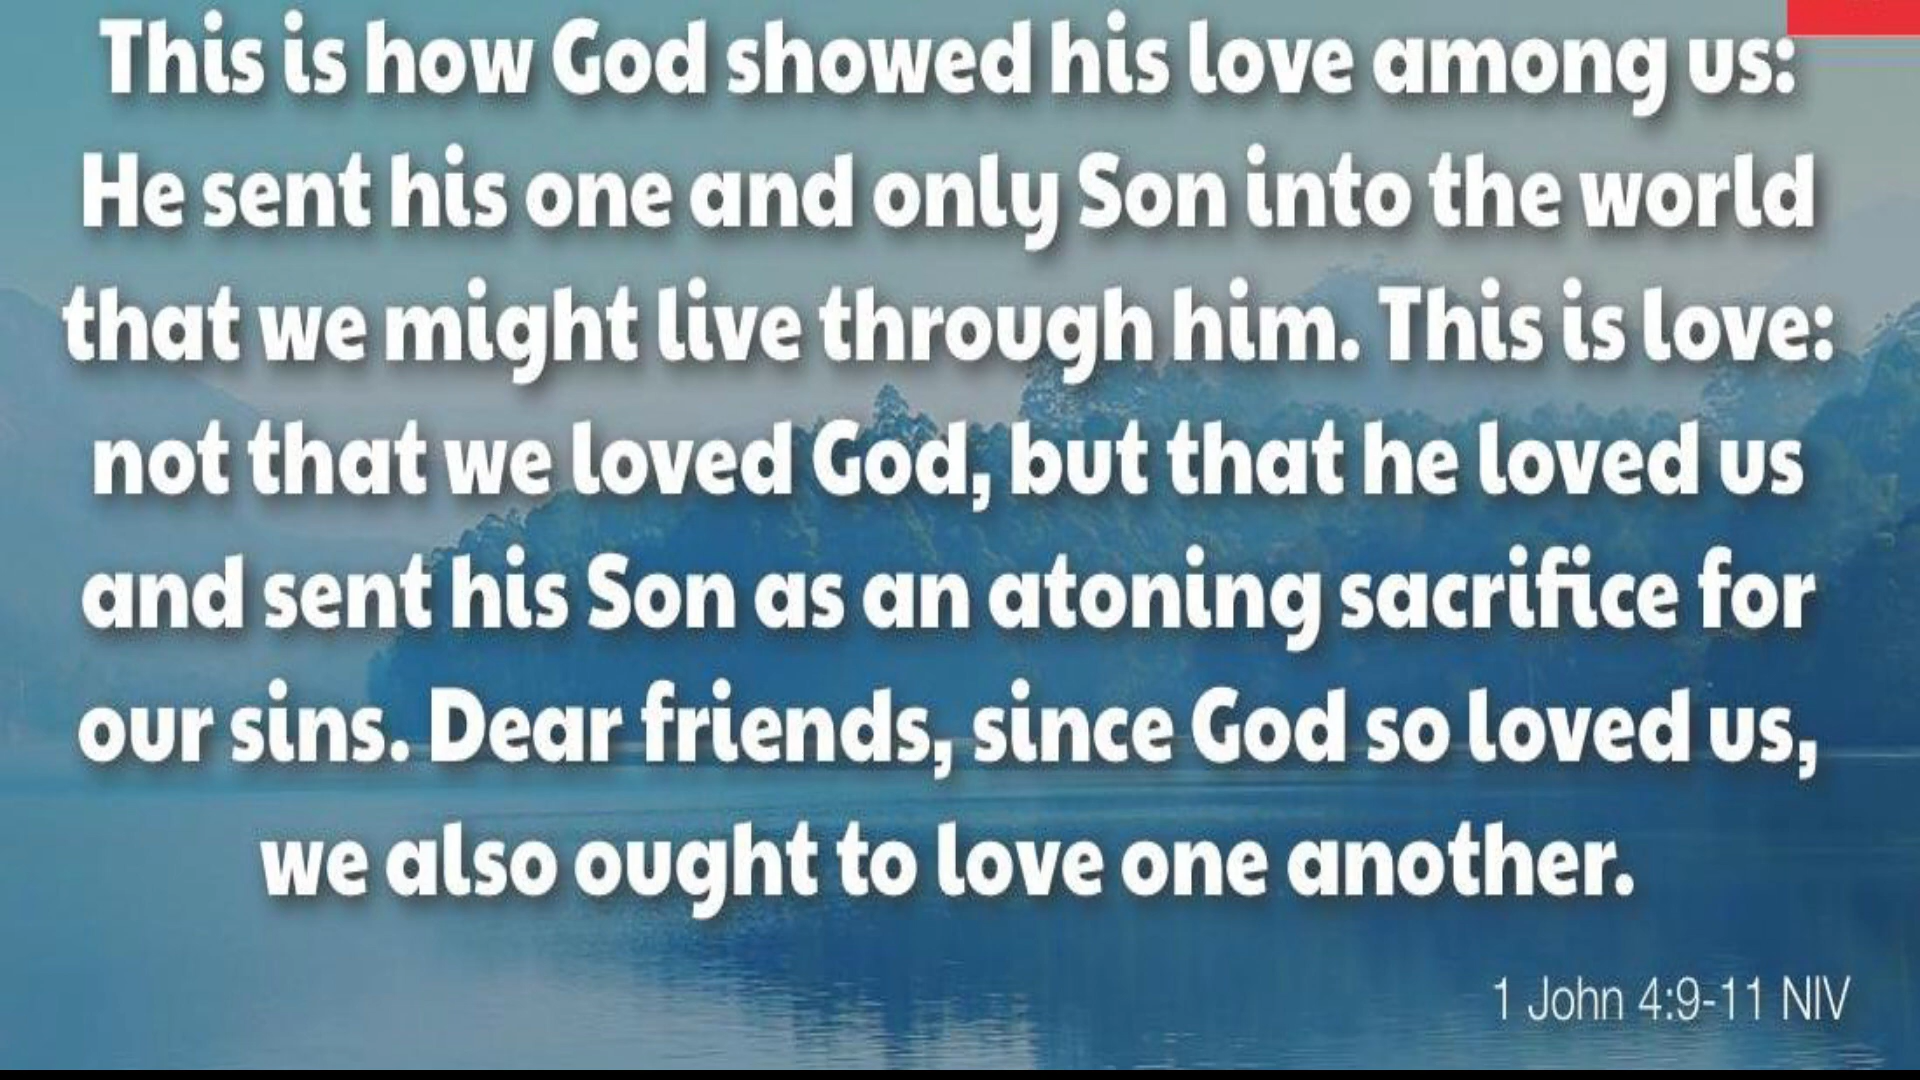 This is how God showed his love among us:
He sent his one and only Son into the world
that we might live through him. This is love:
not that we loved God, but that he loved us
and sent his Son as an atoning sacrifice for
our sins. Dear friends, since God so loved us,
we also ought to love one another.
1 John 4:9-11 NIV